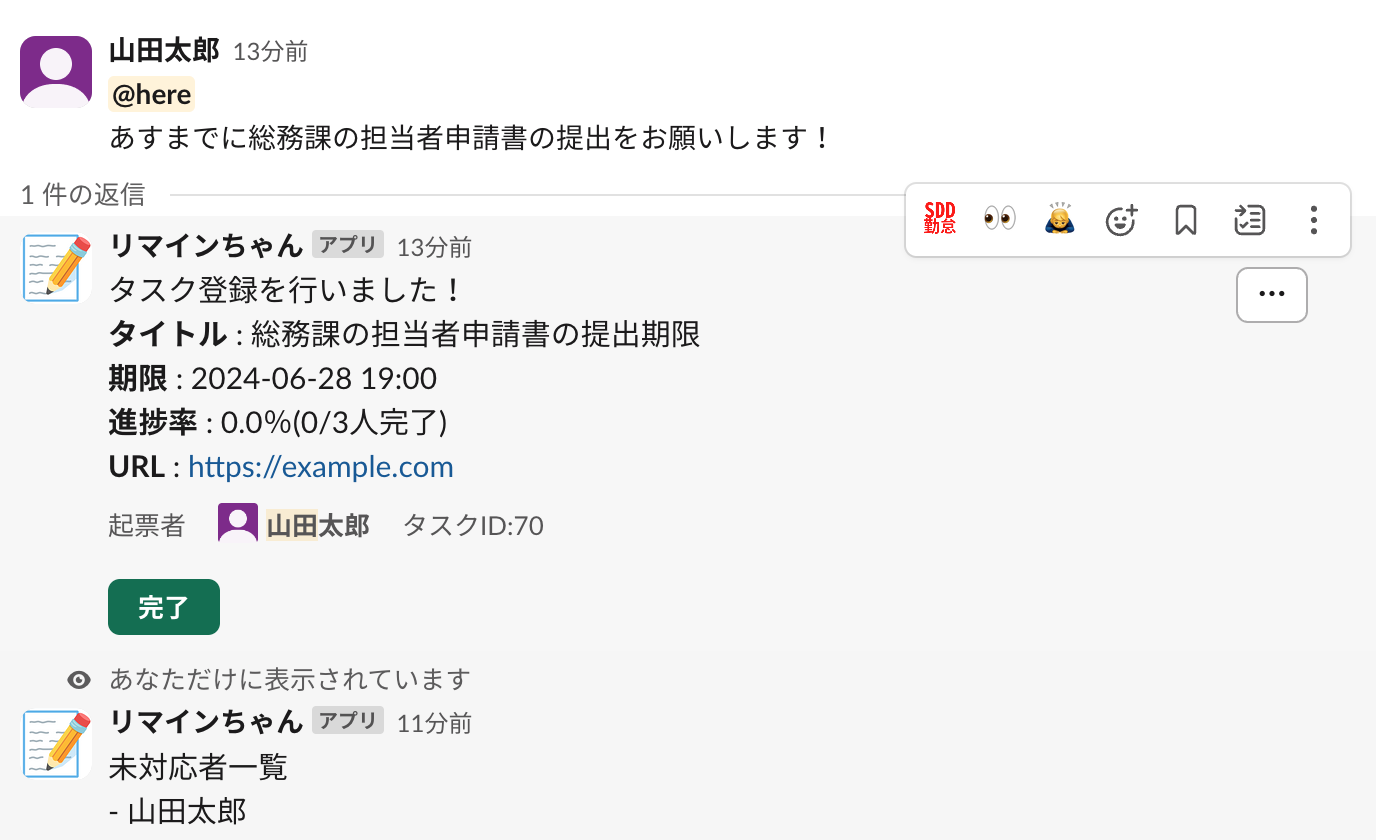 山田太郎 13分前
@here
あすまでに総務課の担当者申請書の提出をお願いします！
1 件の返信
SDD
勤怠
リマインちゃん アプリ 13分前
タスク登録を行いました！
タイトル : 総務課の担当者申請書の提出期限
期限 : 2024-06-28 19:00
進捗率 : 0.0%(0/3人完了)
URL : https://example.com
起票者 山田太郎 タスクID:70
完了
あなただけに表示されています
リマインちゃん アプリ 11分前
未対応者一覧
- 山田太郎